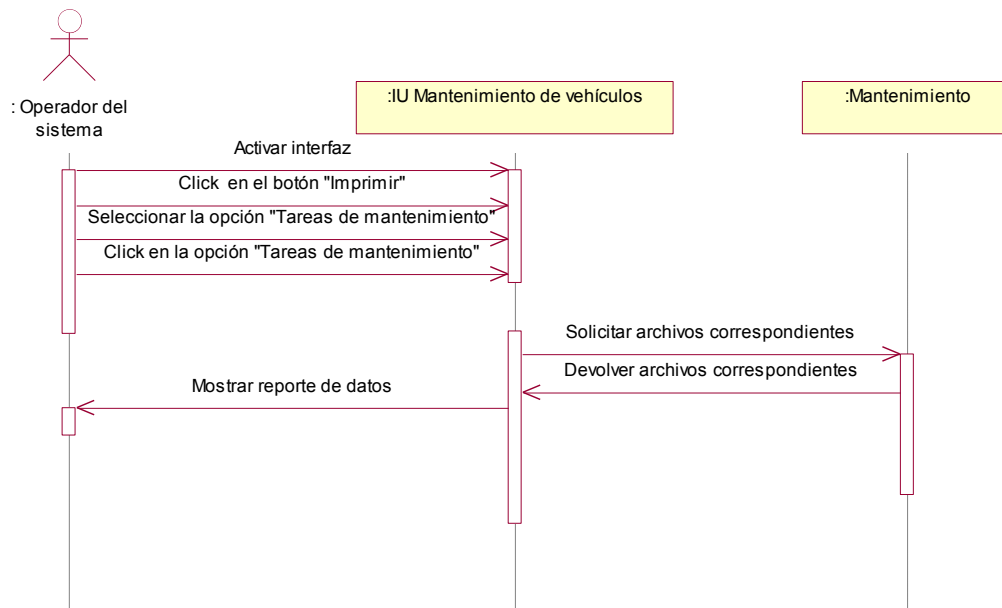 : Operador del
sistema
:IU Mantenimiento de vehículos
:Mantenimiento
Activar interfaz
Click en el botón "Imprimir"
Seleccionar la opción "Tareas de mantenimiento"
Click en la opción "Tareas de mantenimiento"
Solicitar archivos correspondientes
Devolver archivos correspondientes
Mostrar reporte de datos